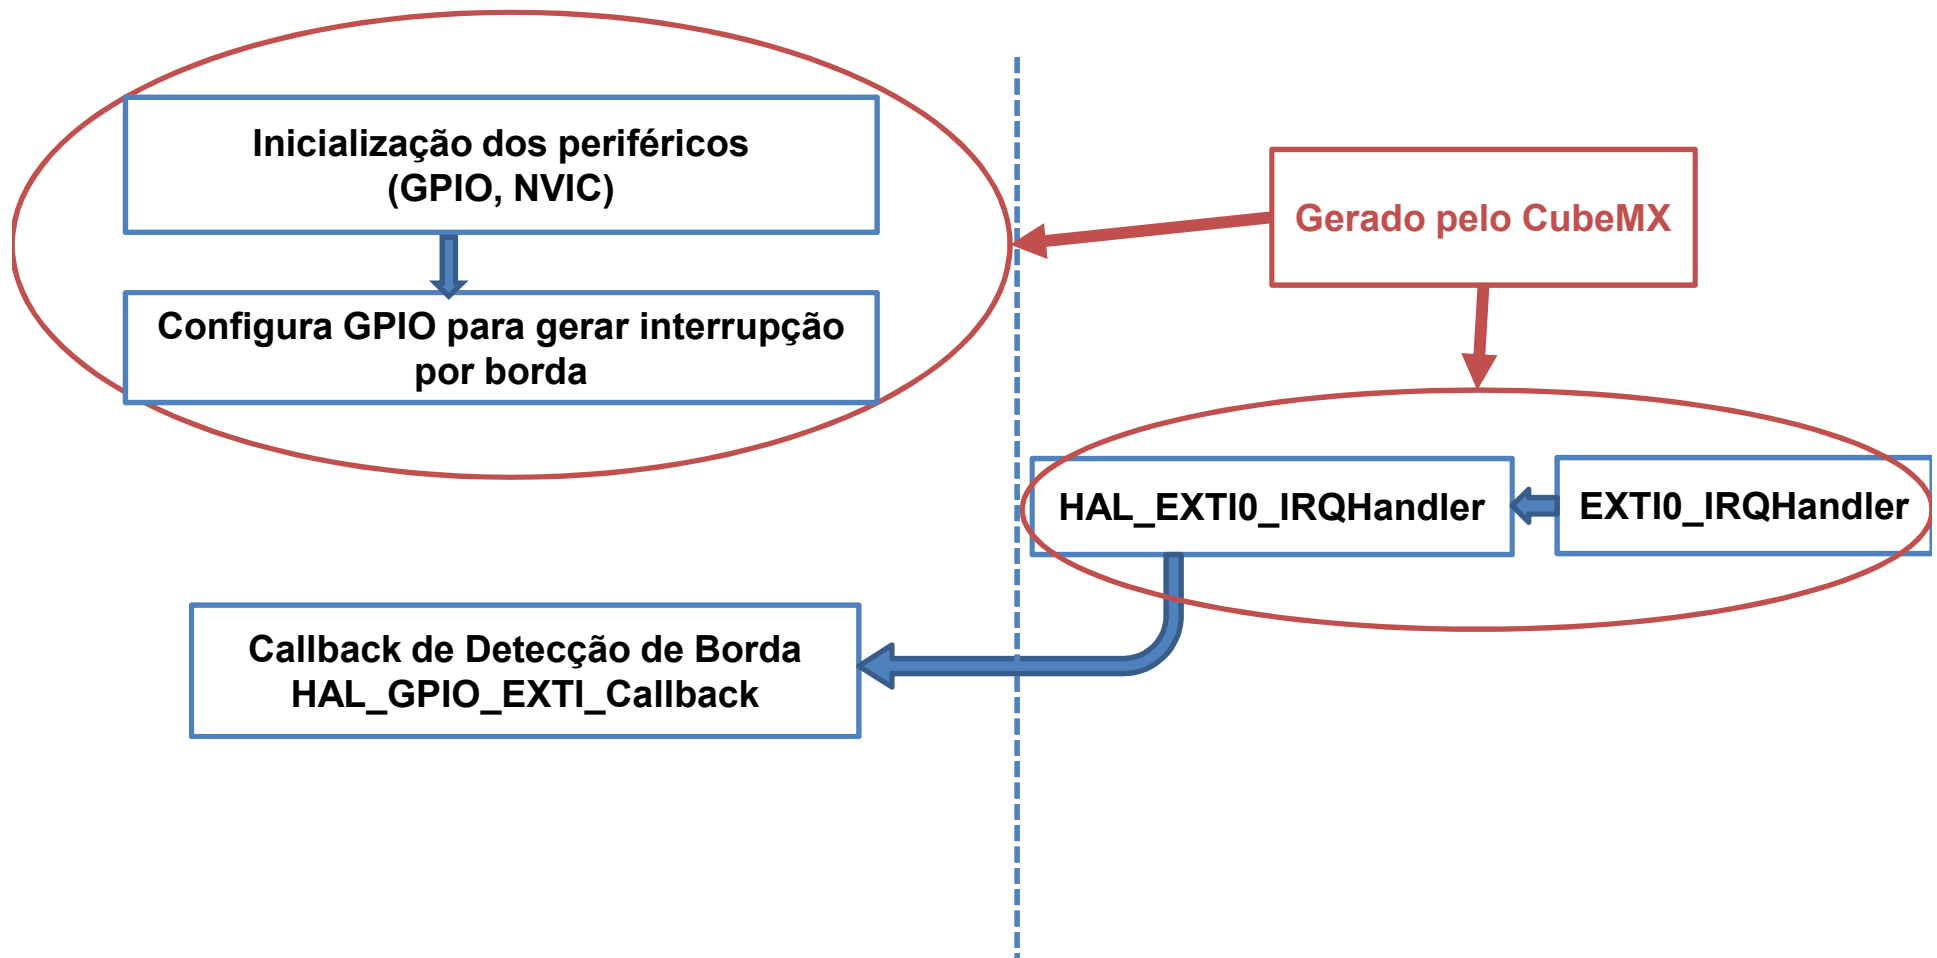 Inicialização dos periféricos
(GPIO, NVIC)
Configura GPIO para gerar interrupção
por borda
Gerado pelo CubeMX
HAL_EXTI0_IRQHandler
EXTI0_IRQHandler
Callback de Detecção de Borda
HAL_GPIO_EXTI_Callback